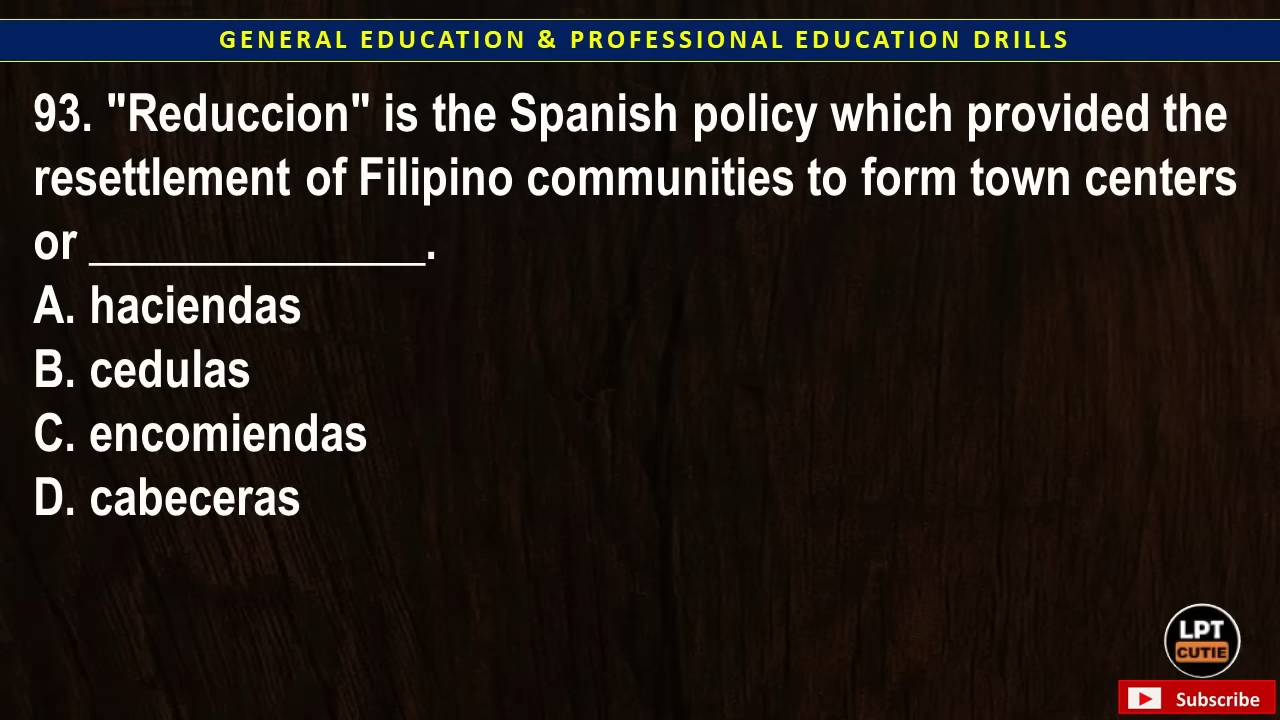 GENERAL EDUCATION & PROFESSIONAL EDUCATION DRILLS
93. "Reduccion" is the Spanish policy which provided the
resettlement of Filipino communities to form town centers
or _______________.
A. haciendas
B. cedulas
C. encomiendas
D. cabeceras
LPT
CUTIE
Subscribe